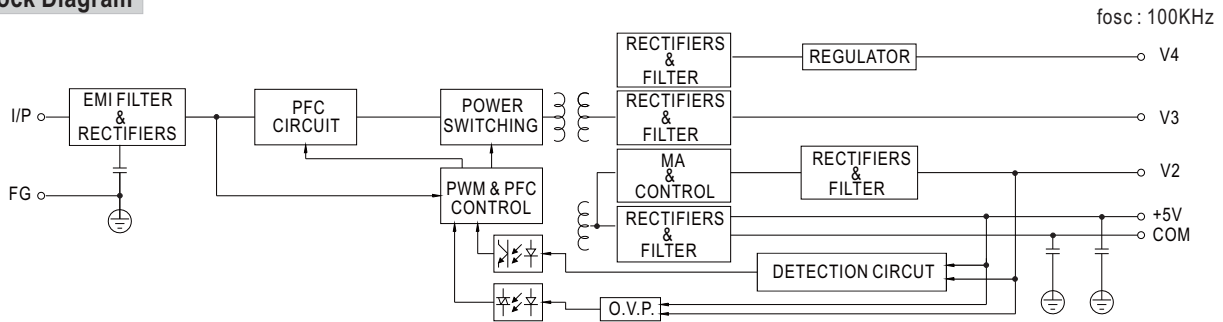 ock Diagram
fosc : 100KHz
RECTIFIERS
&
FILTER
REGULATOR
V4
I/P
EMI FILTER
&
RECTIFIERS
PFC
CIRCUIT
POWER
SWITCHING
RECTIFIERS
&
FILTER
V3
FG
PWM & PFC
CONTROL
MA
&
CONTROL
RECTIFIERS
&
FILTER
V2
RECTIFIERS
&
FILTER
+5V
COM
DETECTION CIRCUT
O.V.P.